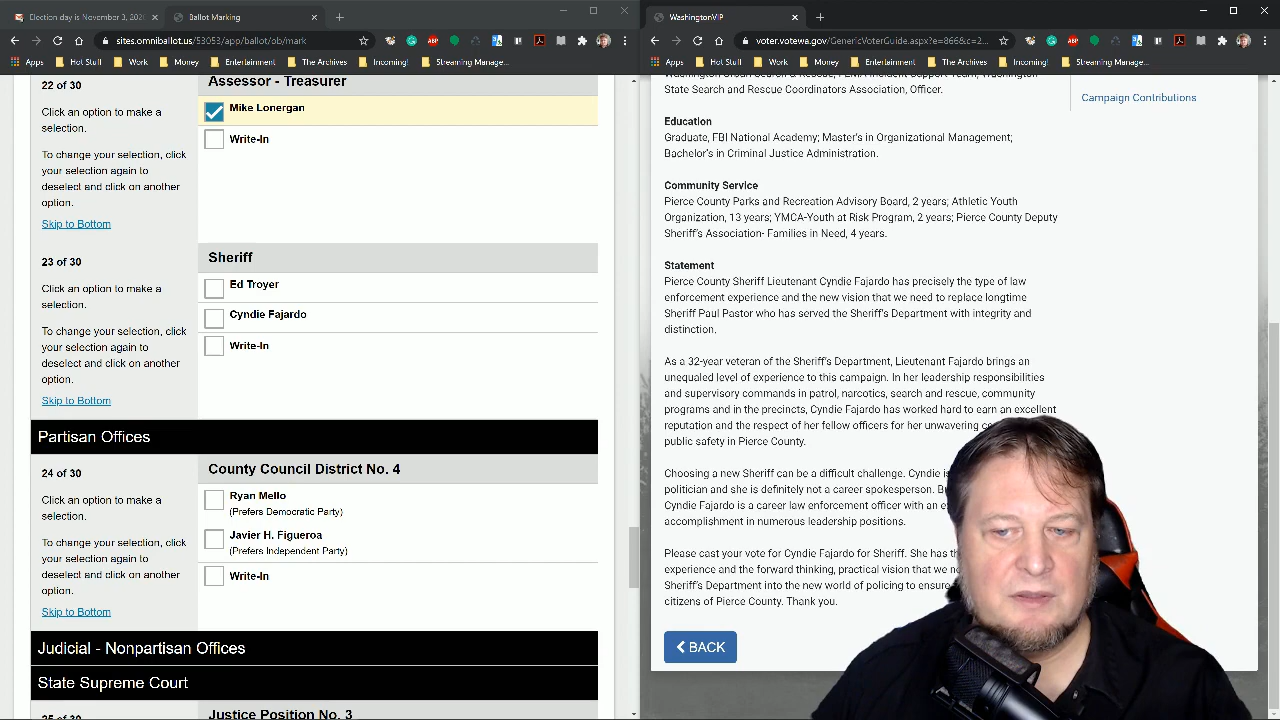 Election day is November 3, 202
Ballot Marking
sites.omniballot.us/53053/app/ballot/ob/mark
Apps
Hot Stuff
Work
Money
Entertainment
The Archives
Incoming!
Streaming Manage...
22 of 30
Click an option to make a
selection.
To change your selection, click
your selection again to
deselect and click on another
option.
Skip to Bottom
Assessor - Treasurer
Mike Lonergan
Write-In
23 of 30
Click an option to make a
selection.
To change your selection, click
your selection again to
deselect and click on another
option.
Skip to Bottom
Sheriff
Ed Troyer
Cyndie Fajardo
Write-In
Partisan Offices
24 of 30
Click an option to make a
selection.
To change your selection, click
your selection again to
deselect and click on another
option.
Skip to Bottom
County Council District No. 4
Ryan Mello
(Prefers Democratic Party)
Javier H. Figueroa
(Prefers Independent Party)
Write-In
Judicial - Nonpartisan Offices
State Supreme Court
25 of 30
Justice Position No. 3
WashingtonVIP
voter.votewa.gov/GenericVoterGuide.aspx?e=866&c=2...
Apps
Hot Stuff
Work
Money
Entertainment
The Archives
Incoming!
Streaming Manage...
State Search and Rescue Coordinators Association, Officer.
Campaign Contributions
Education
Graduate, FBI National Academy; Master's in Organizational Management;
Bachelor's in Criminal Justice Administration.
Community Service
Pierce County Parks and Recreation Advisory Board, 2 years; Athletic Youth
Organization, 13 years; YMCA-Youth at Risk Program, 2 years; Pierce County Deputy
Sheriff's Association- Families in Need, 4 years.
Statement
Pierce County Sheriff Lieutenant Cyndie Fajardo has precisely the type of law
enforcement experience and the new vision that we need to replace longtime
Sheriff Paul Pastor who has served the Sheriff's Department with integrity and
distinction.
As a 32-year veteran of the Sheriff's Department, Lieutenant Fajardo brings an
unequaled level of experience to this campaign. In her leadership responsibilities
and supervisory commands in patrol, narcotics, search and rescue, community
programs and in the precincts, Cyndie Fajardo has worked hard to earn an excellent
reputation and the respect of her fellow officers for her unwavering
public safety in Pierce County.
Choosing a new Sheriff can be a difficult challenge. Cyndie
politician and she is definitely not a career spokesperson.
Cyndie Fajardo is a career law enforcement officer with an
accomplishment in numerous leadership positions.
Please cast your vote for Cyndie Fajardo for Sheriff. She has
experience and the forward thinking, practical vision that we
Sheriff's Department into the new world of policing to ensure
citizens of Pierce County. Thank you.
BACK